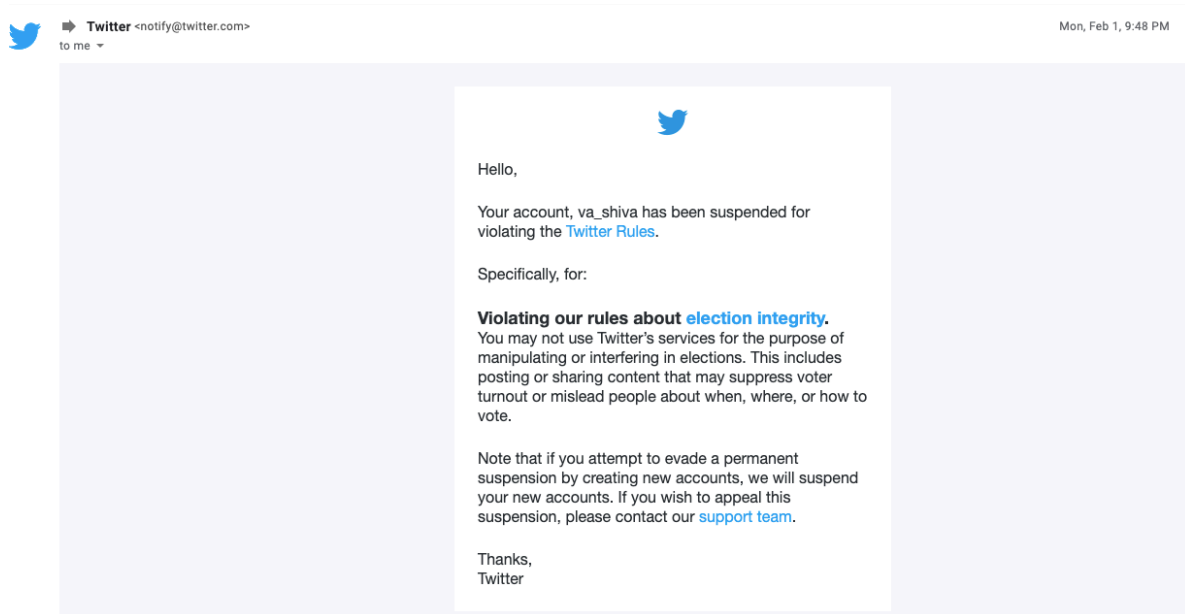 Twitter <notify@twitter.com>
Mon, Feb 1, 9:48 PM
to me
Hello,
Your account, va_shiva has been suspended for
violating the Twitter Rules.
Specifically, for:
Violating our rules about election integrity.
You may not use Twitter’s services for the purpose of
manipulating or interfering in elections. This includes
posting or sharing content that may suppress voter
turnout or mislead people about when, where, or how to
vote.
Note that if you attempt to evade a permanent
suspension by creating new accounts, we will suspend
your new accounts. If you wish to appeal this
suspension, please contact our support team.
Thanks,
Twitter